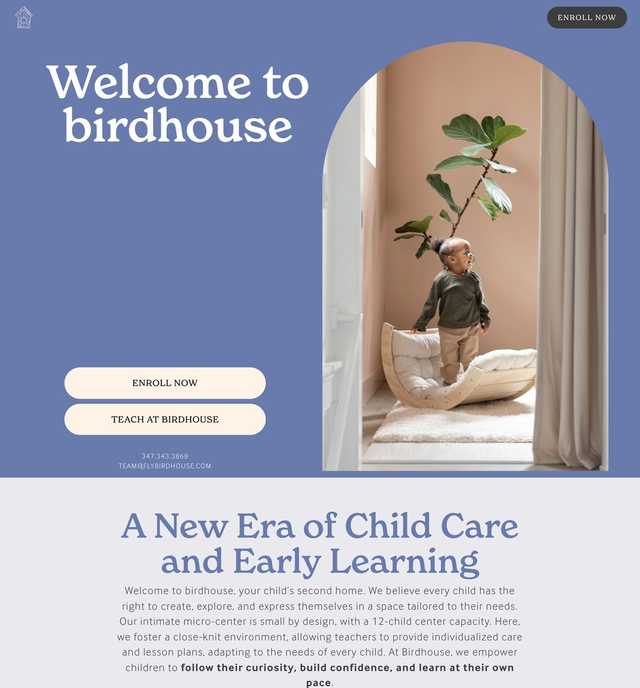 ENROLL NOW
Welcome to
birdhouse
ENROLL NOW
TEACH AT BIRDHOUSE
347.343.3869
TEAM@FLYBIRDHOUSE.COM
A New Era of Child Care
and Early Learning
Welcome to birdhouse, your child's second home. We believe every child has the
right to create, explore, and express themselves in a space tailored to their needs.
Our intimate micro-center is small by design, with a 12-child center capacity. Here,
we foster a close-knit environment, allowing teachers to provide individualized care
and lesson plans, adapting to the needs of every child. At Birdhouse, we empower
children to follow their curiosity, build confidence, and learn at their own
pace.